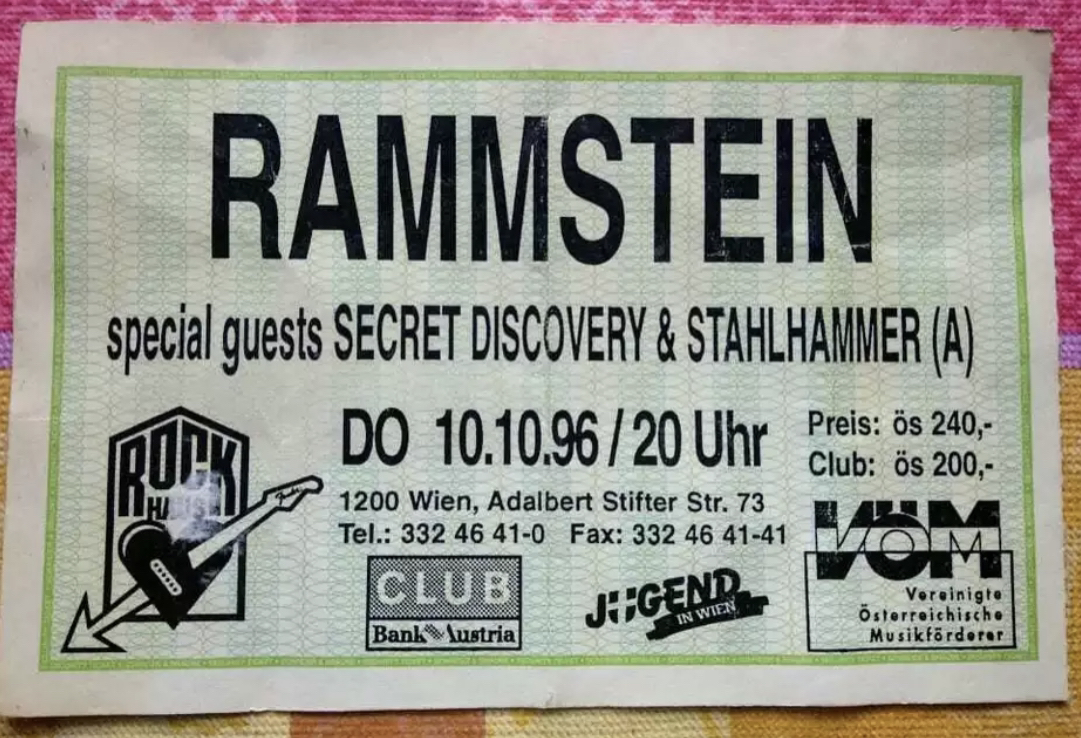 RAMMSTEIN
special guests SECRET DISCOVERY & STAHLHAMMER (A)
DO 10.10.96 / 20 Uhr
Preis: ös 240,-
Club: ös 200,-
1200 Wien, Adalbert Stifter Str. 73
Tel.: 332 46 41-0 Fax: 332 46 41-41
ROCK
HAUS
Fender
CLUB
Bank Austria
JUGEND
IN WIEN
VÖM
Vereinigte
Österreichische
Musikförderer